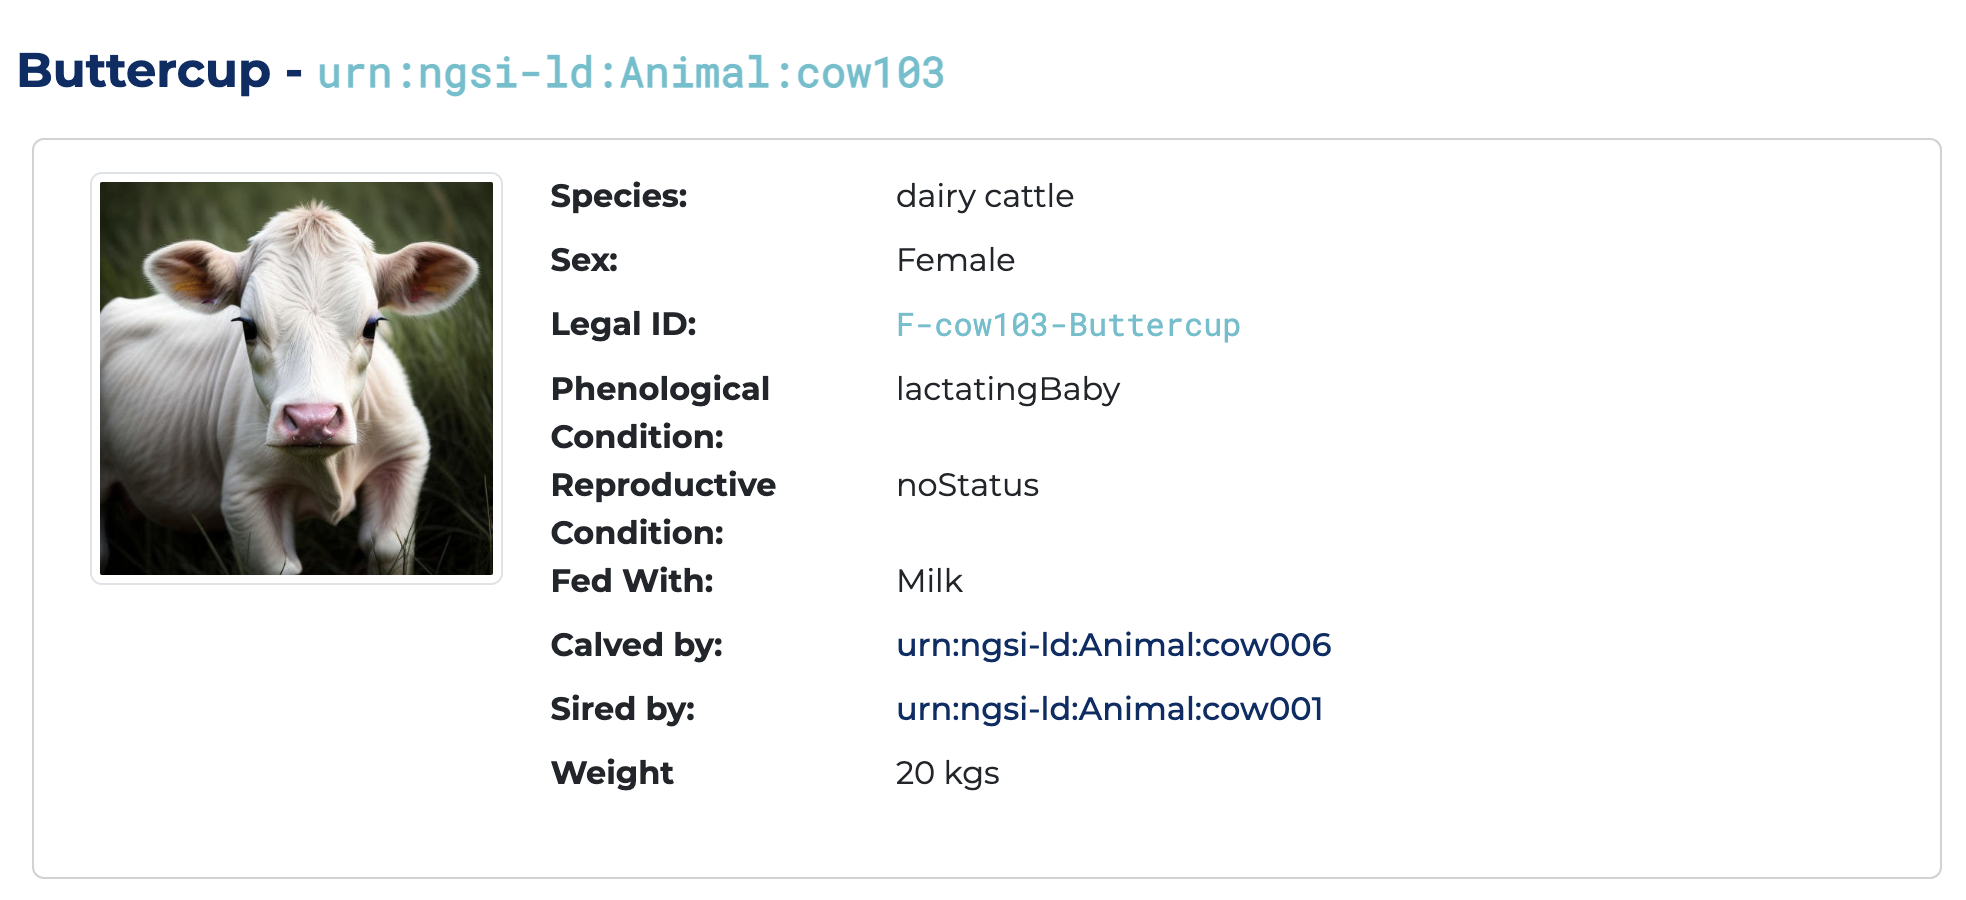 Buttercup - urn:ngsi-ld:Animal:cow103
Species: dairy cattle
Sex: Female
Legal ID: F-cow103-Buttercup
Phenological lactatingBaby
Condition:
Reproductive noStatus
Condition:
Fed With: Milk
Calved by: urn:ngsi-ld:Animal:cow006
Sired by: urn:ngsi-ld:Animal:cow001
Weight 20 kgs